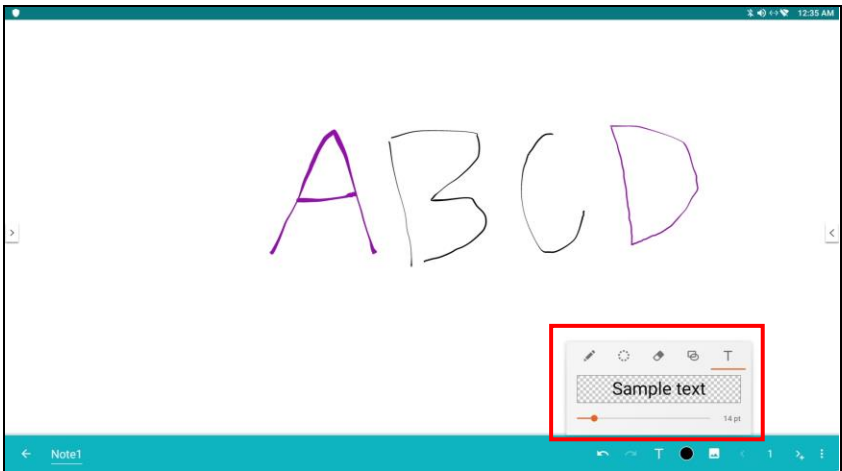 12:35 AM
ABCD
T
Sample text
14 pt
Note1
T
1